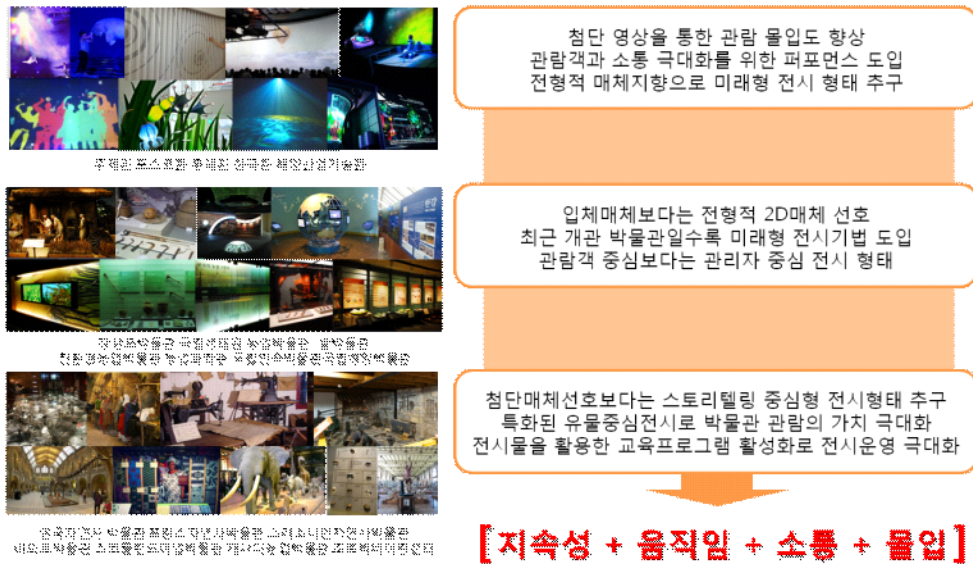 첨단 영상을 통한 관람 몰입도 향상
관람객과 소통 극대화를 위한 퍼포먼스 도입
전형적 매체지향으로 미래형 전시 형태 추구
입체매체보다는 전형적 2D매체 선호
최근 개관 박물관일수록 미래형 전시기법 도입
관람객 중심보다는 관리자 중심 전시 형태
첨단매체선호보다는 스토리텔링 중심형 전시형태 추구
특화된 유물중심전시로 박물관 관람의 가치 극대화
전시물을 활용한 교육프로그램 활성화로 전시운영 극대화
[지속성 + 움직임 + 소통 + 몰입]